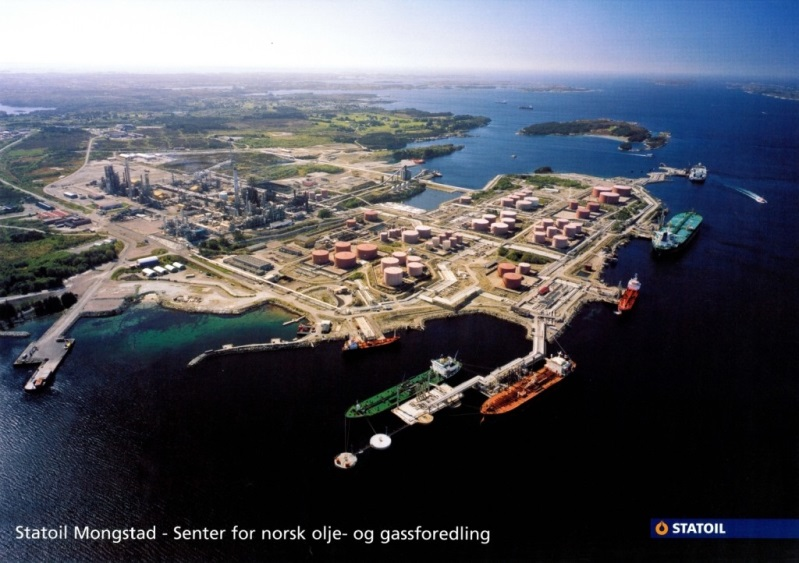 Statoil Mongstad - Senter for norsk olje- og gassforedling
STATOIL